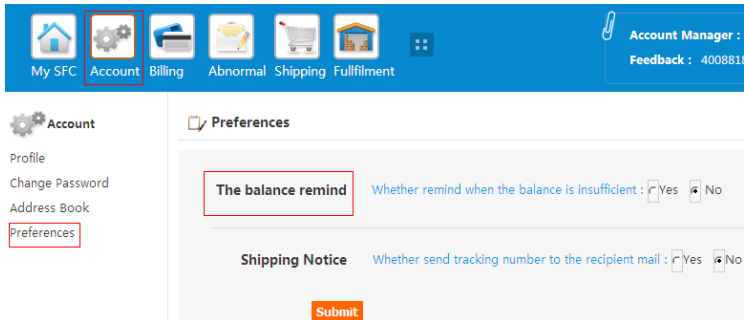 Account Manager :
Feedback : 4008818
My SFC Account Billing Abnormal Shipping Fullfilment
Account
Preferences
Profile
Change Password
Address Book
Preferences
The balance remind Whether remind when the balance is insufficient : Yes No
Shipping Notice Whether send tracking number to the recipient mail : Yes No
Submit